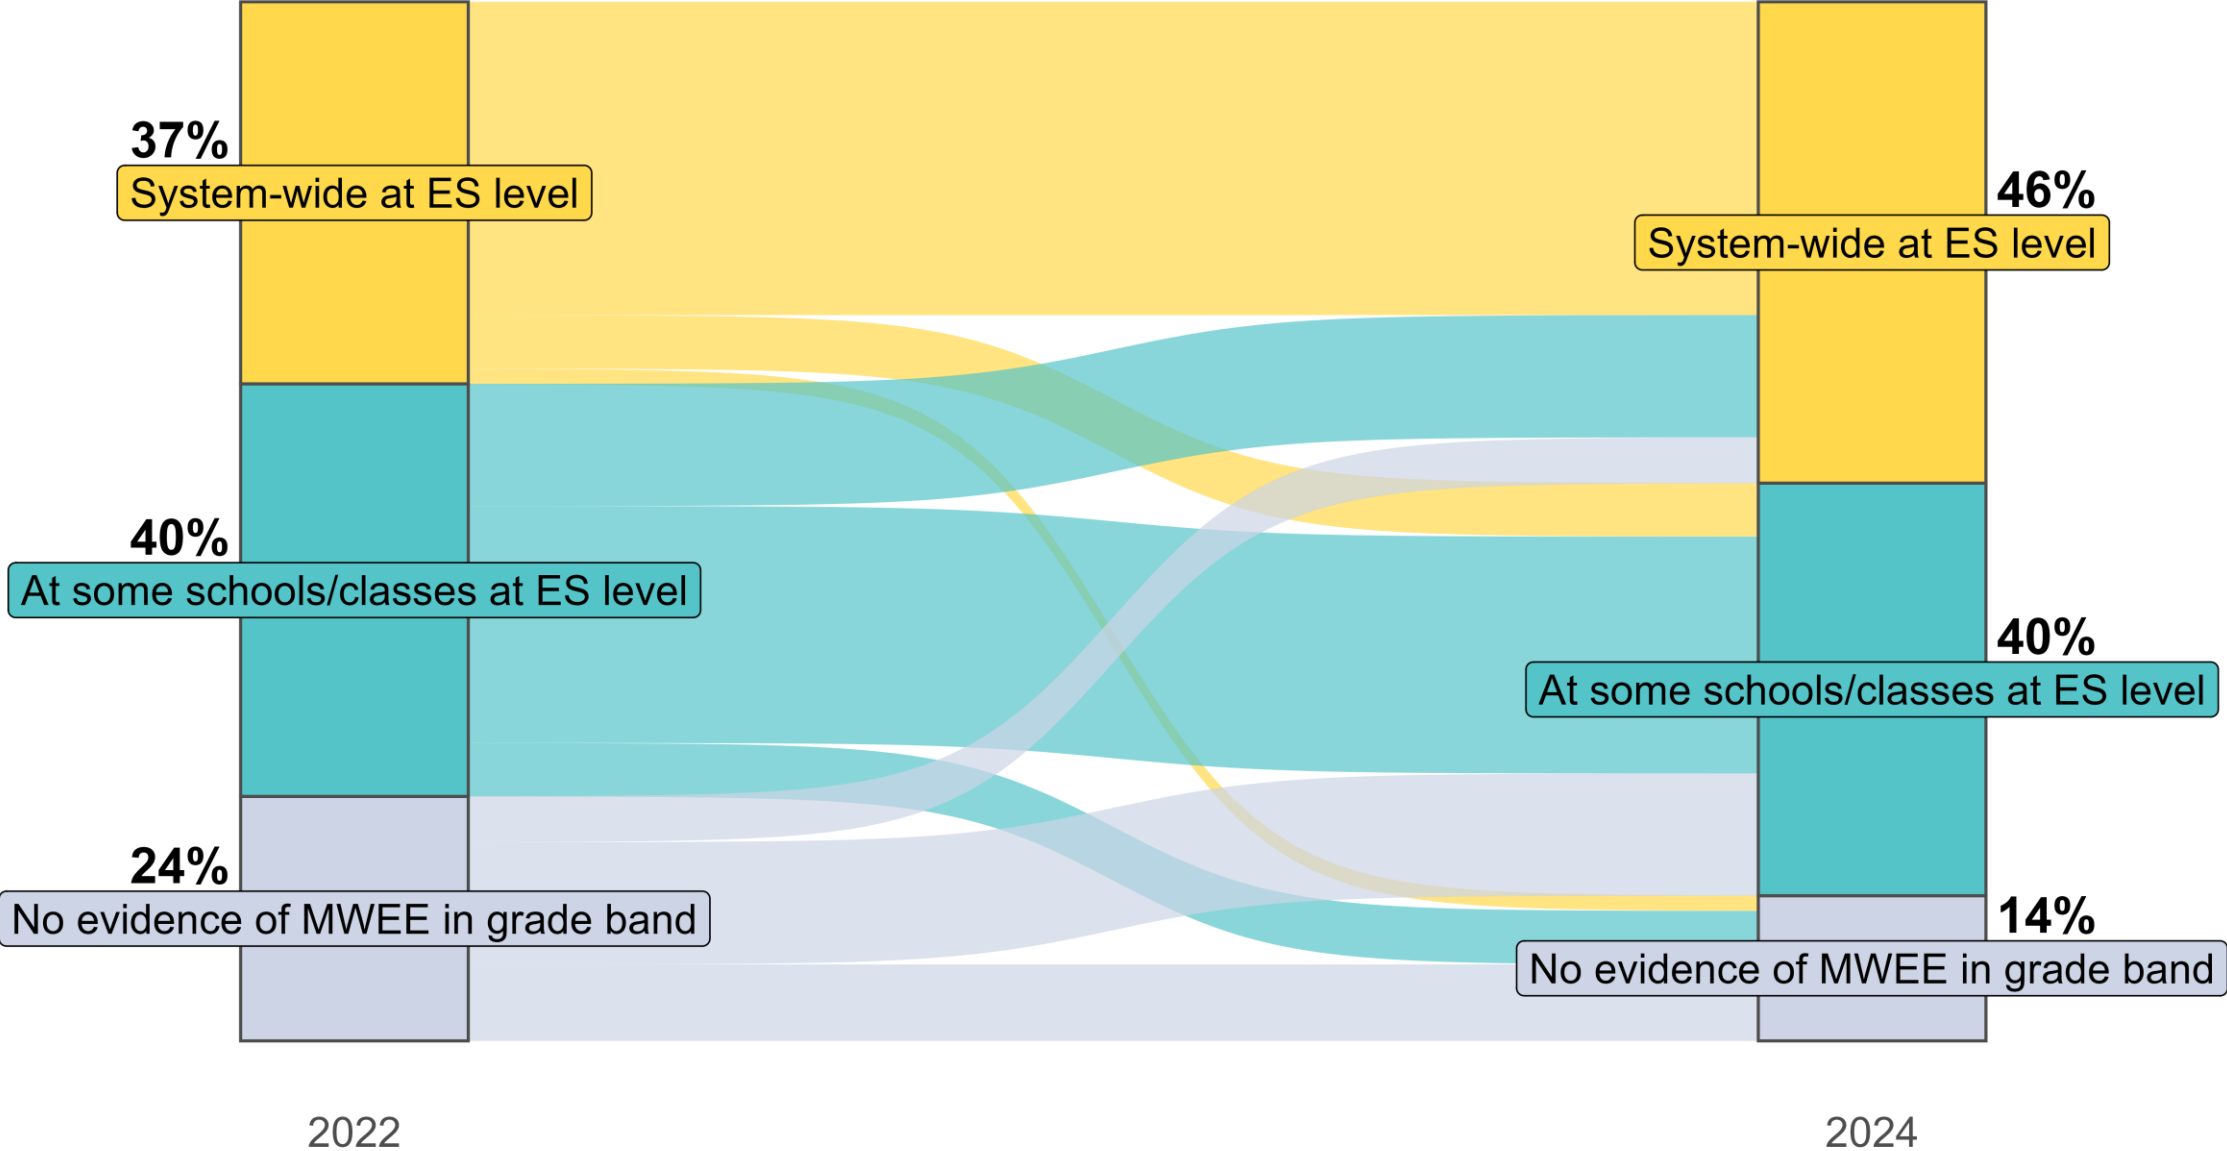 37%
System-wide at ES level
46%
System-wide at ES level
40%
At some schools/classes at ES level
40%
At some schools/classes at ES level
24%
No evidence of MWEE in grade band
14%
No evidence of MWEE in grade band
2022
2024